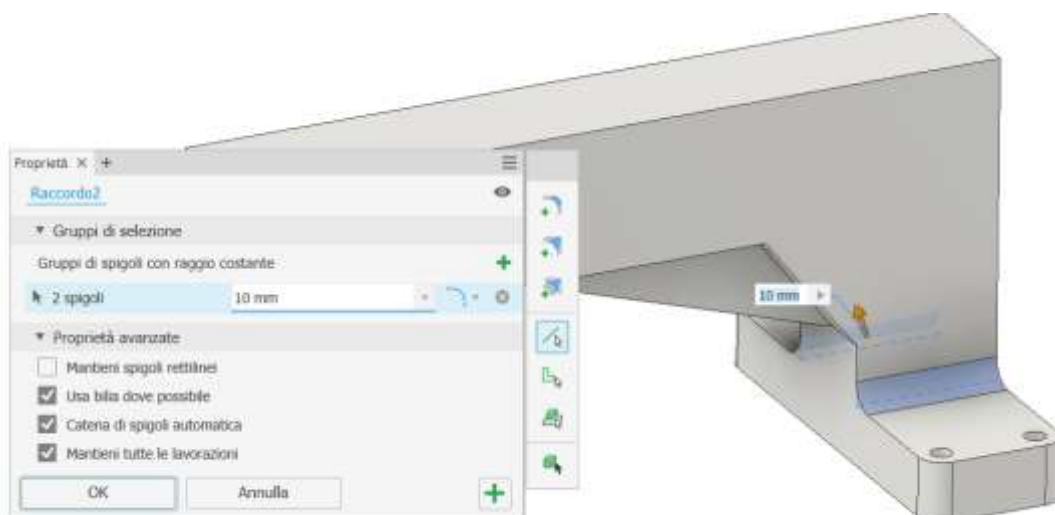 Proprietà × +
Raccordo2
Gruppi di selezione
Gruppi di spigoli con raggio costante
2 spigoli 10 mm
Proprietà avanzate
Mantieni spigoli rettilinei
Usa bilia dove possibile
Catena di spigoli automatica
Mantieni tutte le lavorazioni
OK Annulla
10 mm